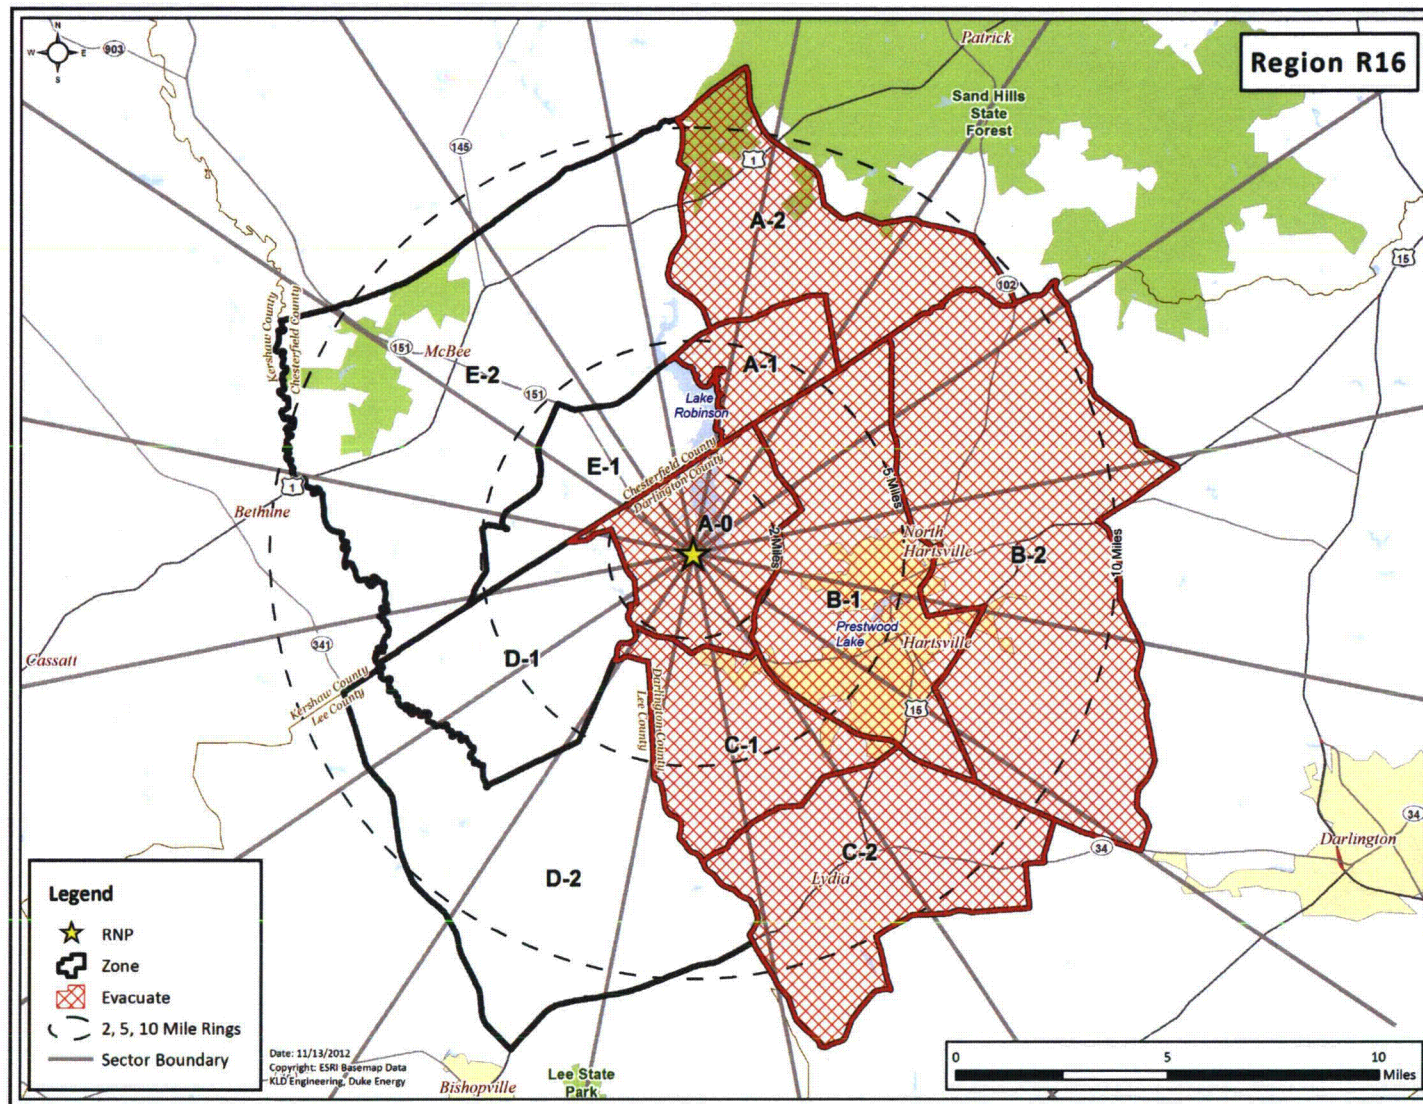 N
W E
S
903
Patrick
Region R16
Sand Hills
State
Forest
145
1
A-2
15
102
Kershaw County
Chesterfield County
151
McBee
E-2
151
A-1
Lake
Robinson
E-1
Chesterfield County
Darlington County
5 Miles
1
Bethune
A-0
2 Miles
North
Hartsville
B-2
10 Miles
B-1
Prestwood
Lake
Hartsville
341
Cassatt
D-1
Kershaw County
Lee County
Darlington County
Lee County
15
C-1
34
Darlington
34
C-2
Lydia
D-2
Legend
RNP
Zone
Evacuate
2, 5, 10 Mile Rings
Sector Boundary
Date: 11/13/2012
Copyright: ESRI Basemap Data
KLD Engineering, Duke Energy
Bishopville
Lee State
Park
0 5 10
Miles